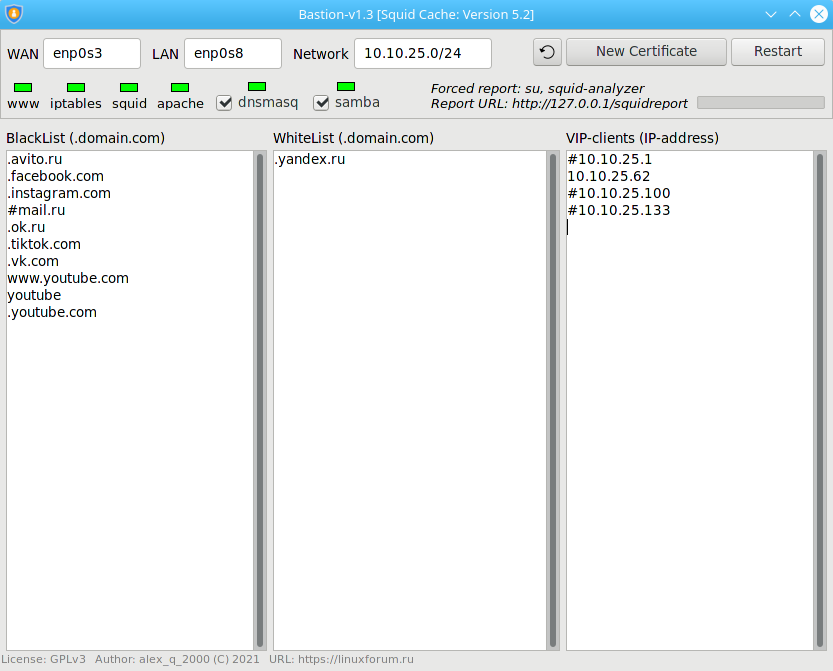 Bastion-v1.3 [Squid Cache: Version 5.2]
WAN enp0s3 LAN enp0s8 Network 10.10.25.0/24 New Certificate Restart
www iptables squid apache dnsmasq samba
Forced report: su, squid-analyzer
Report URL: http://127.0.0.1/squidreport
BlackList (.domain.com)
.avito.ru
.facebook.com
.instagram.com
#mail.ru
.ok.ru
.tiktok.com
.vk.com
www.youtube.com
youtube
.youtube.com
WhiteList (.domain.com)
.yandex.ru
VIP-clients (IP-address)
#10.10.25.1
10.10.25.62
#10.10.25.100
#10.10.25.133
License: GPLv3 Author: alex_q_2000 (C) 2021 URL: https://linuxforum.ru